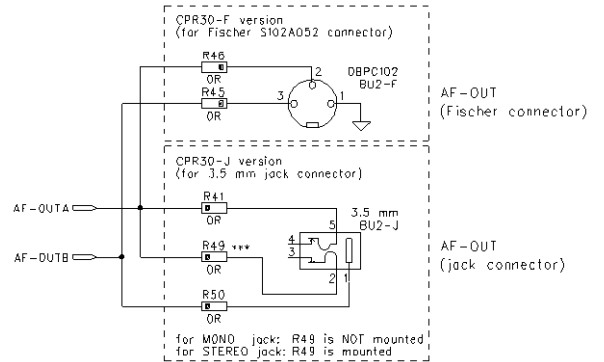 CPR30-F version
(for Fischer S102A052 connector)
R46
0R
R45
0R
2
3
1
DBPC102
BU2-F
AF-OUT
(Fischer connector)
CPR30-J version
(for 3.5 mm jack connector)
R41
0R
AF-OUTA
R49 ***
0R
AF-OUTB
R50
0R
3.5 mm
BU2-J
5
4
3
2
1
AF-OUT
(jack connector)
for MONO jack: R49 is NOT mounted
for STEREO jack: R49 is mounted